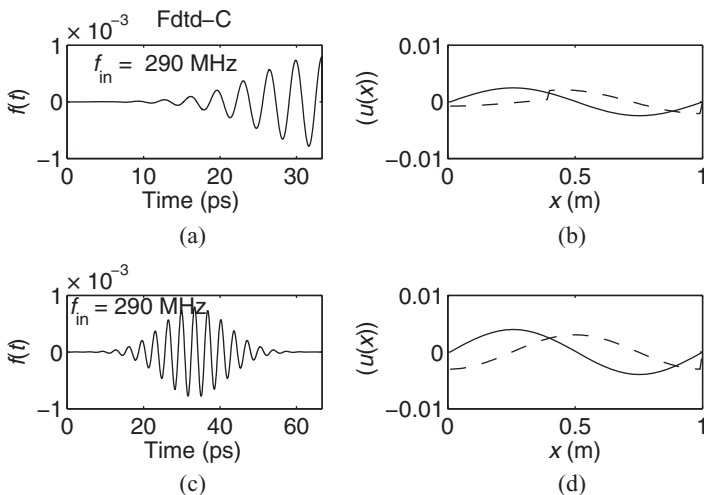 Fdtd–C
1 × 10⁻³
f_in = 290 MHz
f(t)
0
−1
0 10 20 30
Time (ps)
(a)
0.01
(u(x))
0
−0.01
0 0.5 1
x (m)
(b)
1 × 10⁻³
f_in = 290 MHz
f(t)
0
−1
0 20 40 60
Time (ps)
(c)
0.01
(u(x))
0
−0.01
0 0.5 1
x (m)
(d)